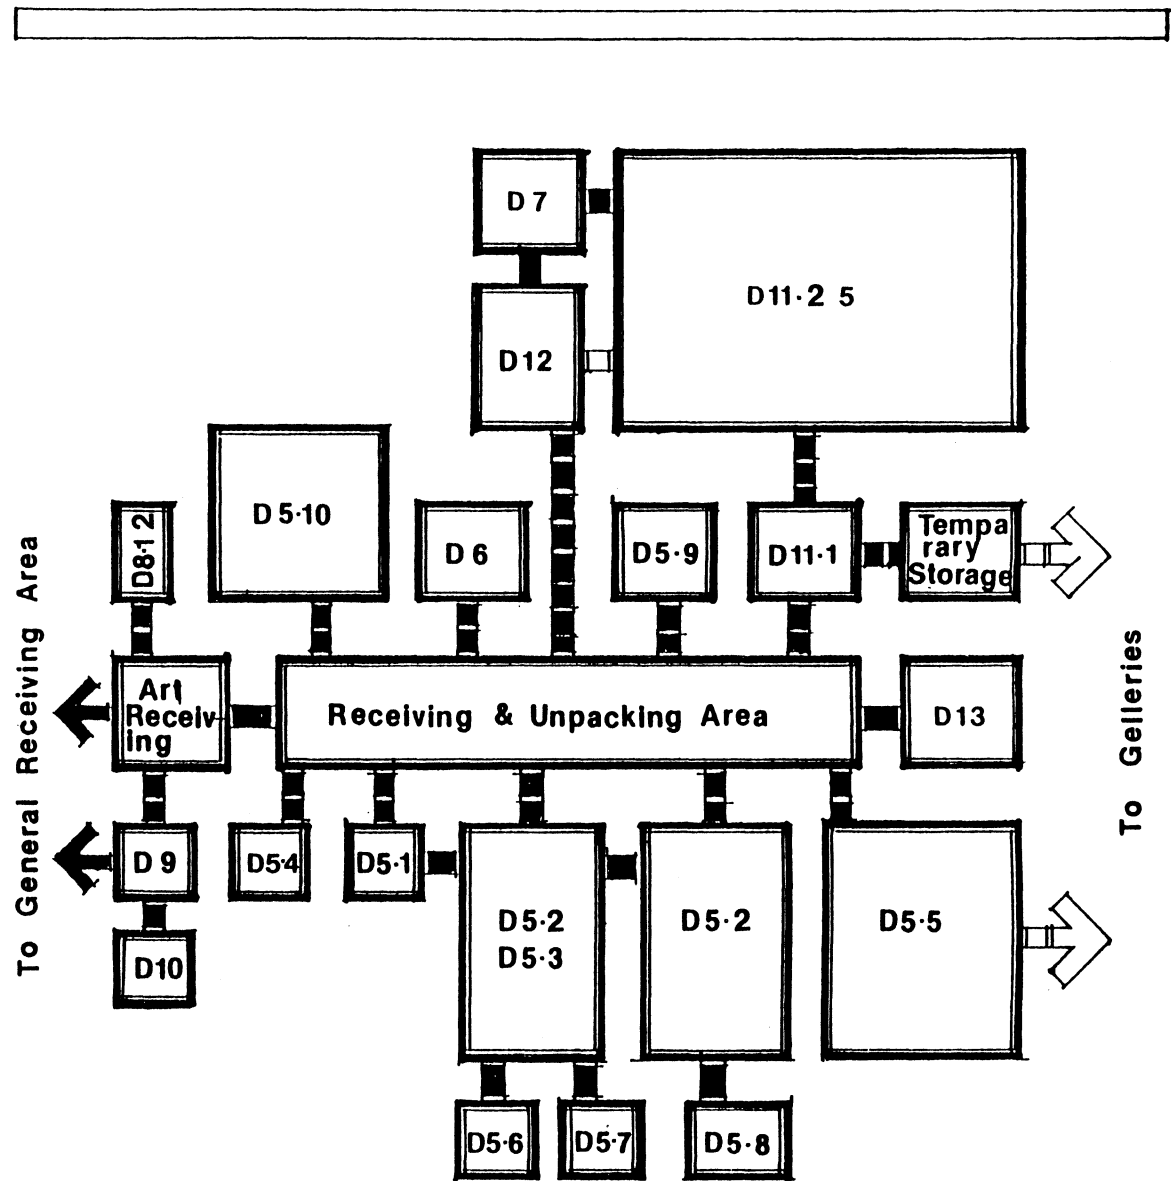 D 7
D11·2 5
D12
D 5·10
D8·1 2
D 6
D5·9
D11·1
Tempa
rary
Storage
To General Receiving Area
Art
Receiv
ing
Receiving & Unpacking Area
D13
To Gelleries
D 9
D5·4
D5·1
D5·2
D5·3
D5·2
D5·5
D10
D5·6
D5·7
D5·8